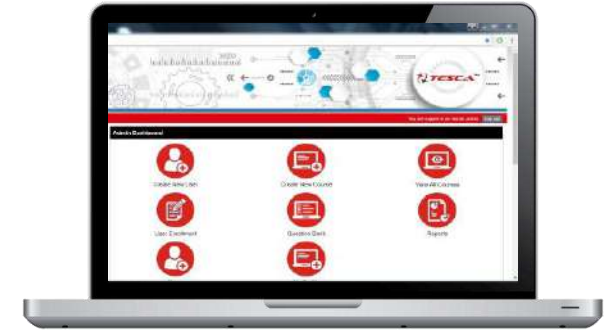 TESCA
Admin Dashboard
Create New User
Create New Course
View All Courses
User Enrollment
Question Bank
Reports